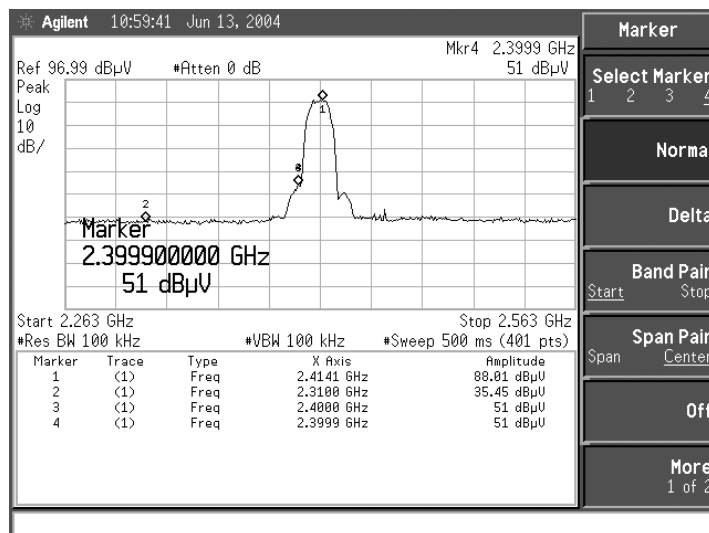 Agilent 10:59:41 Jun 13, 2004
Mkr4 2.3999 GHz
Ref 96.99 dBµV #Atten 0 dB 51 dBµV
Peak
Log
10
dB/
1
2
Marker
2.399900000 GHz
51 dBµV
Start 2.263 GHz Stop 2.563 GHz
#Res BW 100 kHz #VBW 100 kHz #Sweep 500 ms (401 pts)
Marker Trace Type X Axis Amplitude
1 (1) Freq 2.4141 GHz 88.01 dBµV
2 (1) Freq 2.3100 GHz 35.45 dBµV
3 (1) Freq 2.4000 GHz 51 dBµV
4 (1) Freq 2.3999 GHz 51 dBµV
Marker
Select Marker
1 2 3 4
Norma
Delta
Band Pair
Start Stop
Span Pair
Span Center
Off
More
1 of 2